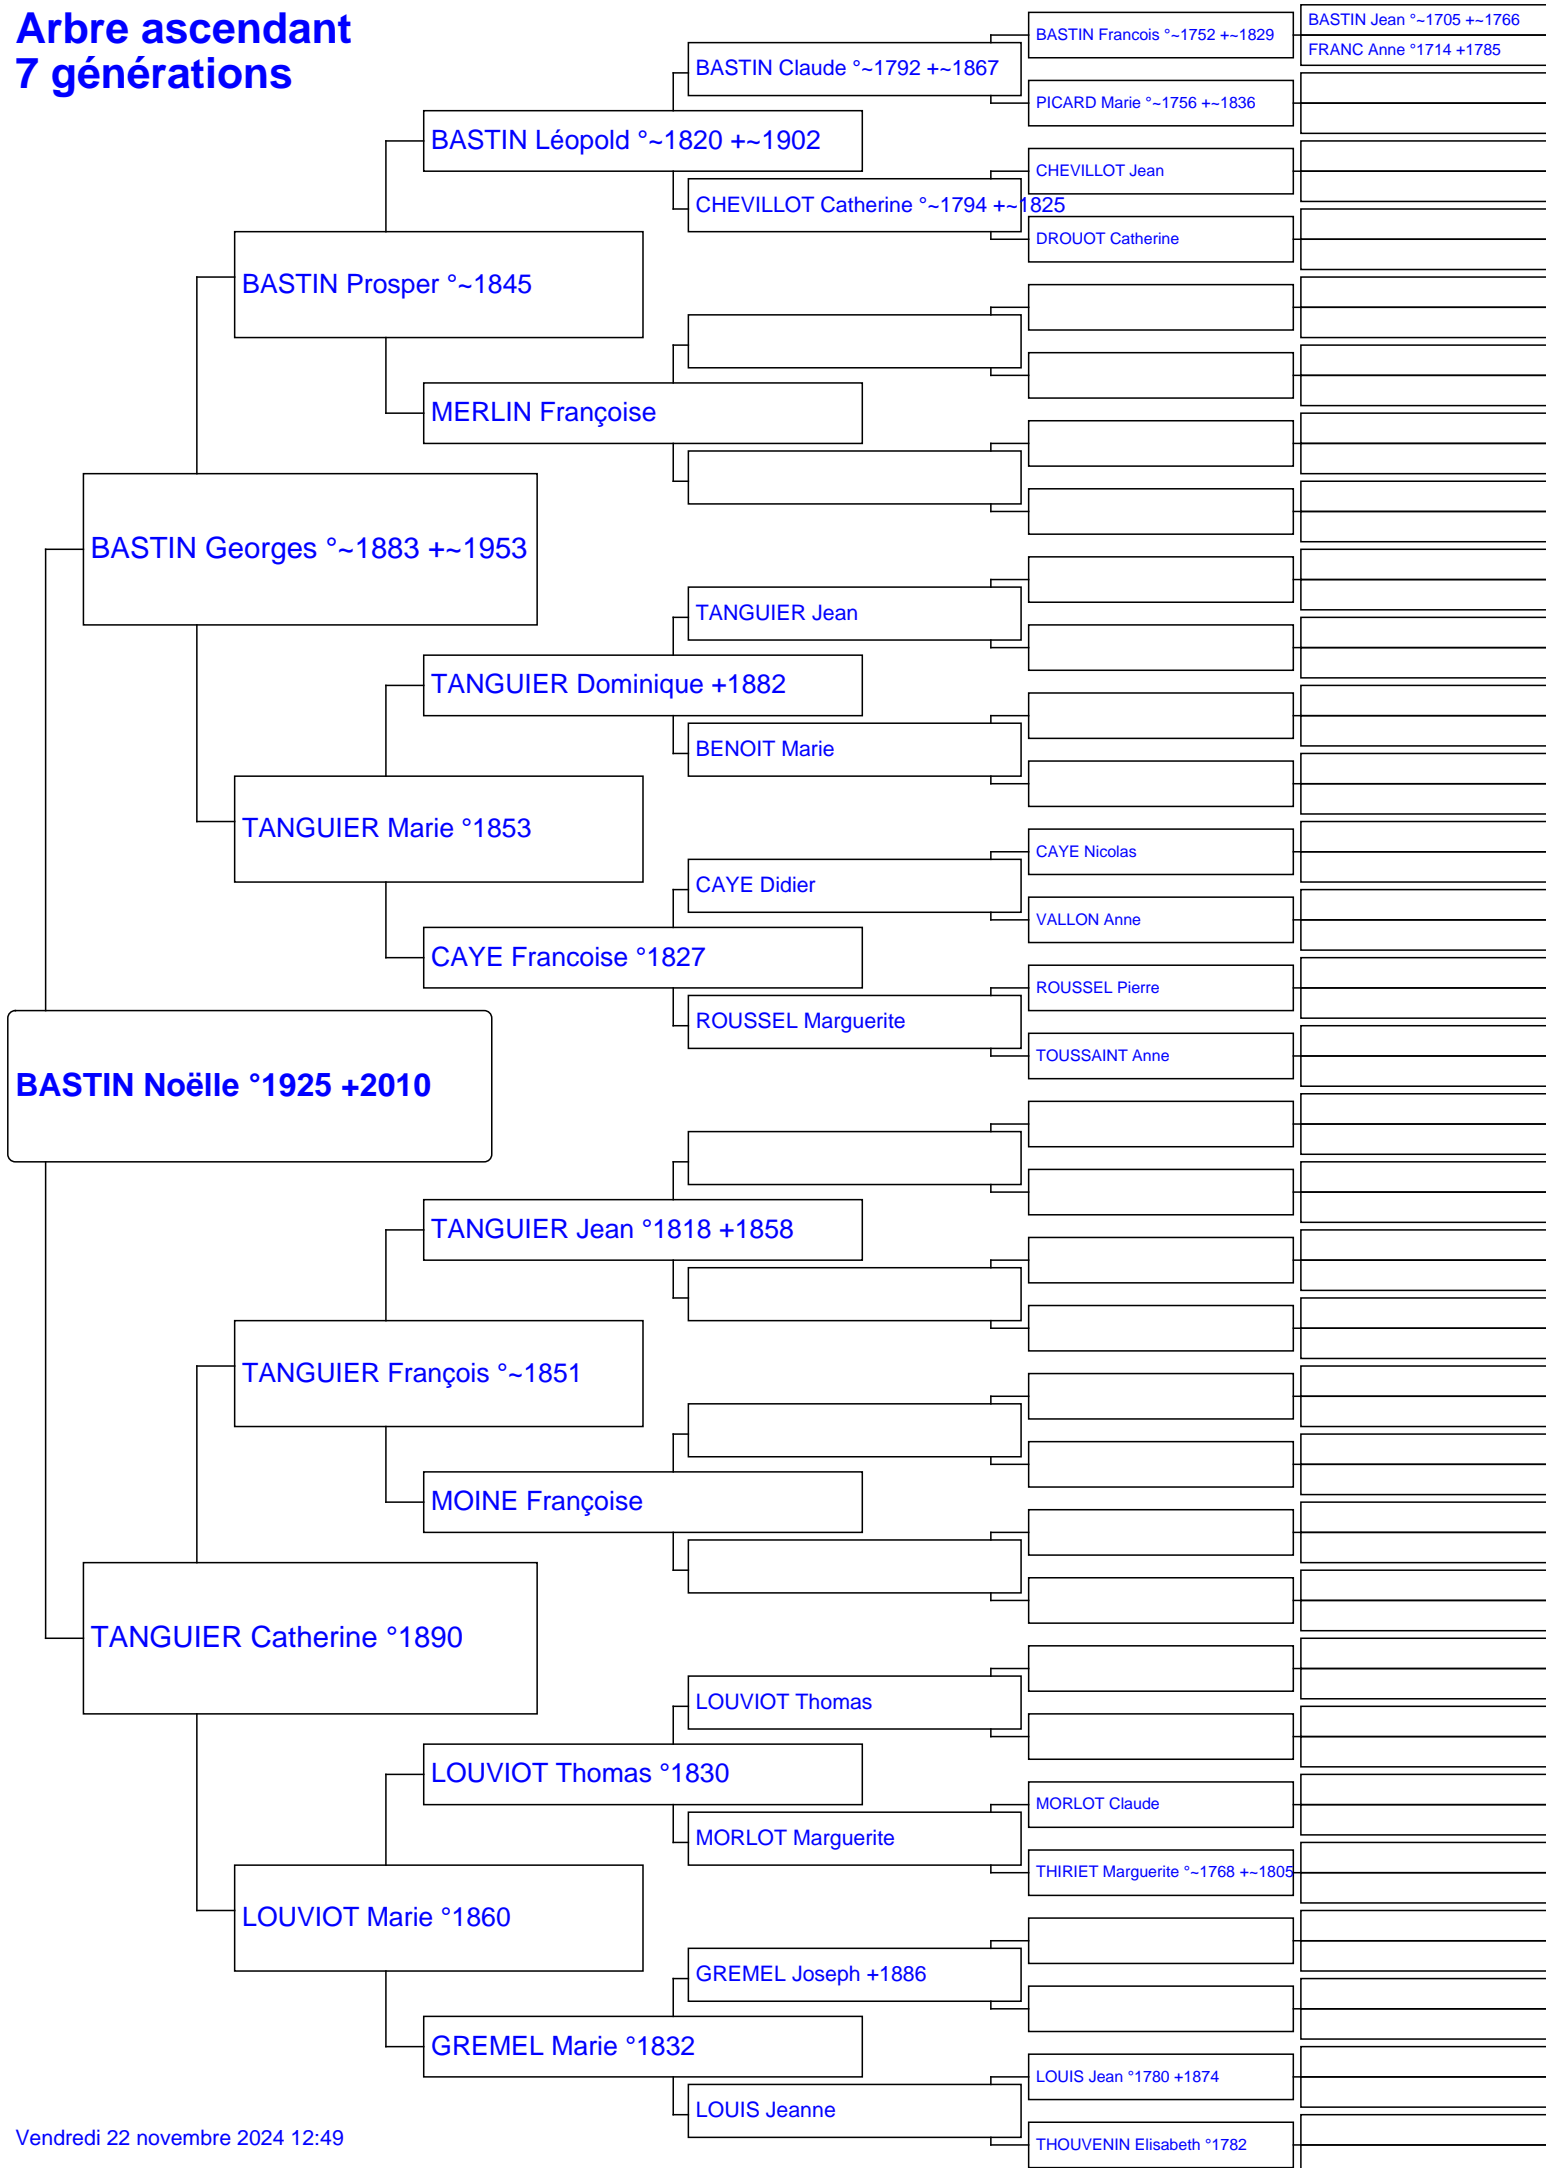 Arbre ascendant
7 générations
BASTIN Jean °~1705 +~1766
BASTIN Francois °~1752 +~1829
FRANC Anne °1714 +1785
BASTIN Claude °~1792 +~1867
PICARD Marie °~1756 +~1836
BASTIN Léopold °~1820 +~1902
CHEVILLOT Jean
CHEVILLOT Catherine °~1794 +~1825
DROUOT Catherine
BASTIN Prosper °~1845
MERLIN Françoise
BASTIN Georges °~1883 +~1953
TANGUIER Jean
TANGUIER Dominique +1882
BENOIT Marie
TANGUIER Marie °1853
CAYE Nicolas
CAYE Didier
VALLON Anne
CAYE Francoise °1827
ROUSSEL Pierre
ROUSSEL Marguerite
TOUSSAINT Anne
BASTIN Noëlle °1925 +2010
TANGUIER Jean °1818 +1858
TANGUIER François °~1851
MOINE Françoise
TANGUIER Catherine °1890
LOUVIOT Thomas
LOUVIOT Thomas °1830
MORLOT Claude
MORLOT Marguerite
THIRIET Marguerite °~1768 +~1805
LOUVIOT Marie °1860
GREMEL Joseph +1886
GREMEL Marie °1832
LOUIS Jean °1780 +1874
LOUIS Jeanne
THOUVENIN Elisabeth °1782
Vendredi 22 novembre 2024 12:49